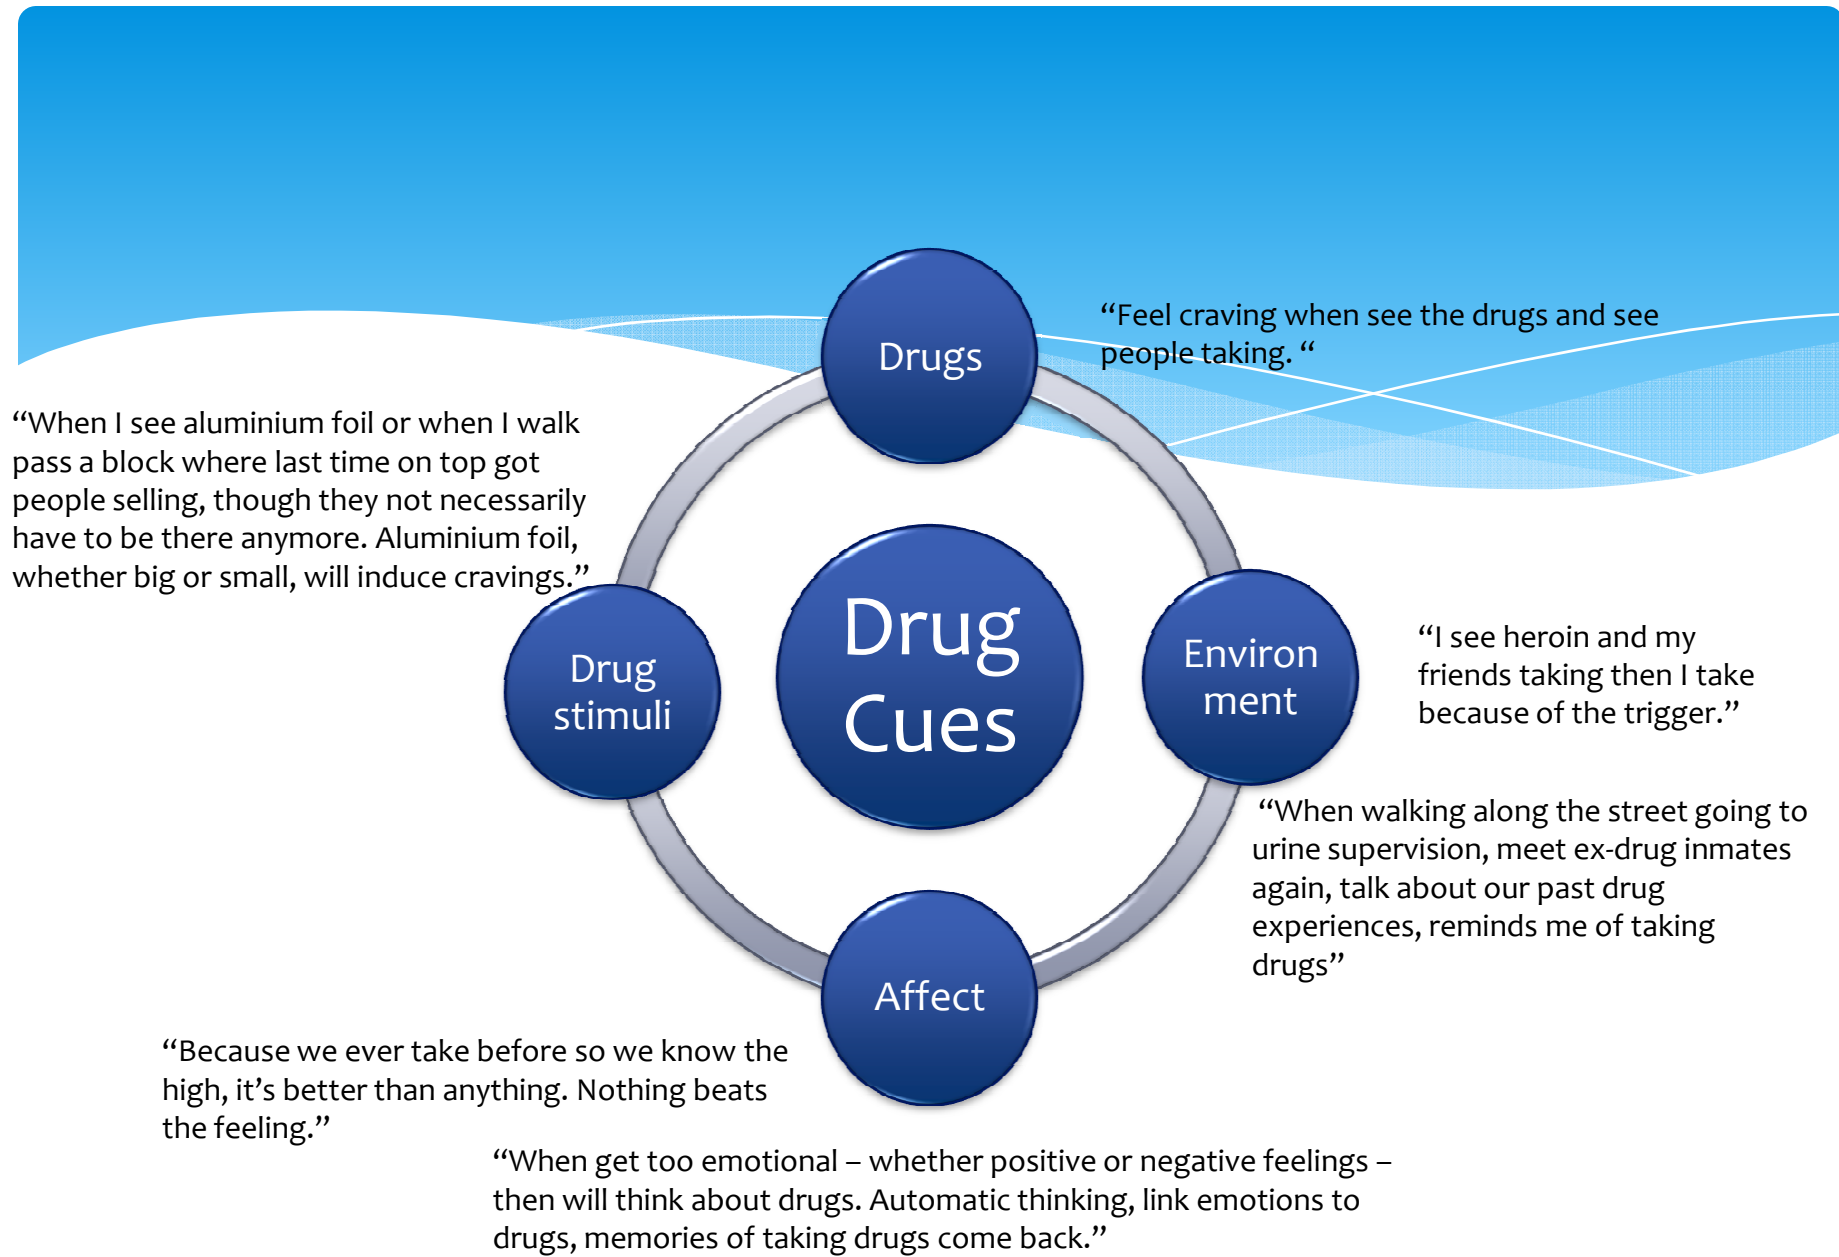 Drugs
“Feel craving when see the drugs and see
people taking. “
“When I see aluminium foil or when I walk
pass a block where last time on top got
people selling, though they not necessarily
have to be there anymore. Aluminium foil,
whether big or small, will induce cravings.”
Drug
stimuli
Drug
Cues
Environ
ment
“I see heroin and my
friends taking then I take
because of the trigger.”
“When walking along the street going to
urine supervision, meet ex-drug inmates
again, talk about our past drug
experiences, reminds me of taking
drugs”
Affect
“Because we ever take before so we know the
high, it’s better than anything. Nothing beats
the feeling.”
“When get too emotional – whether positive or negative feelings –
then will think about drugs. Automatic thinking, link emotions to
drugs, memories of taking drugs come back.”